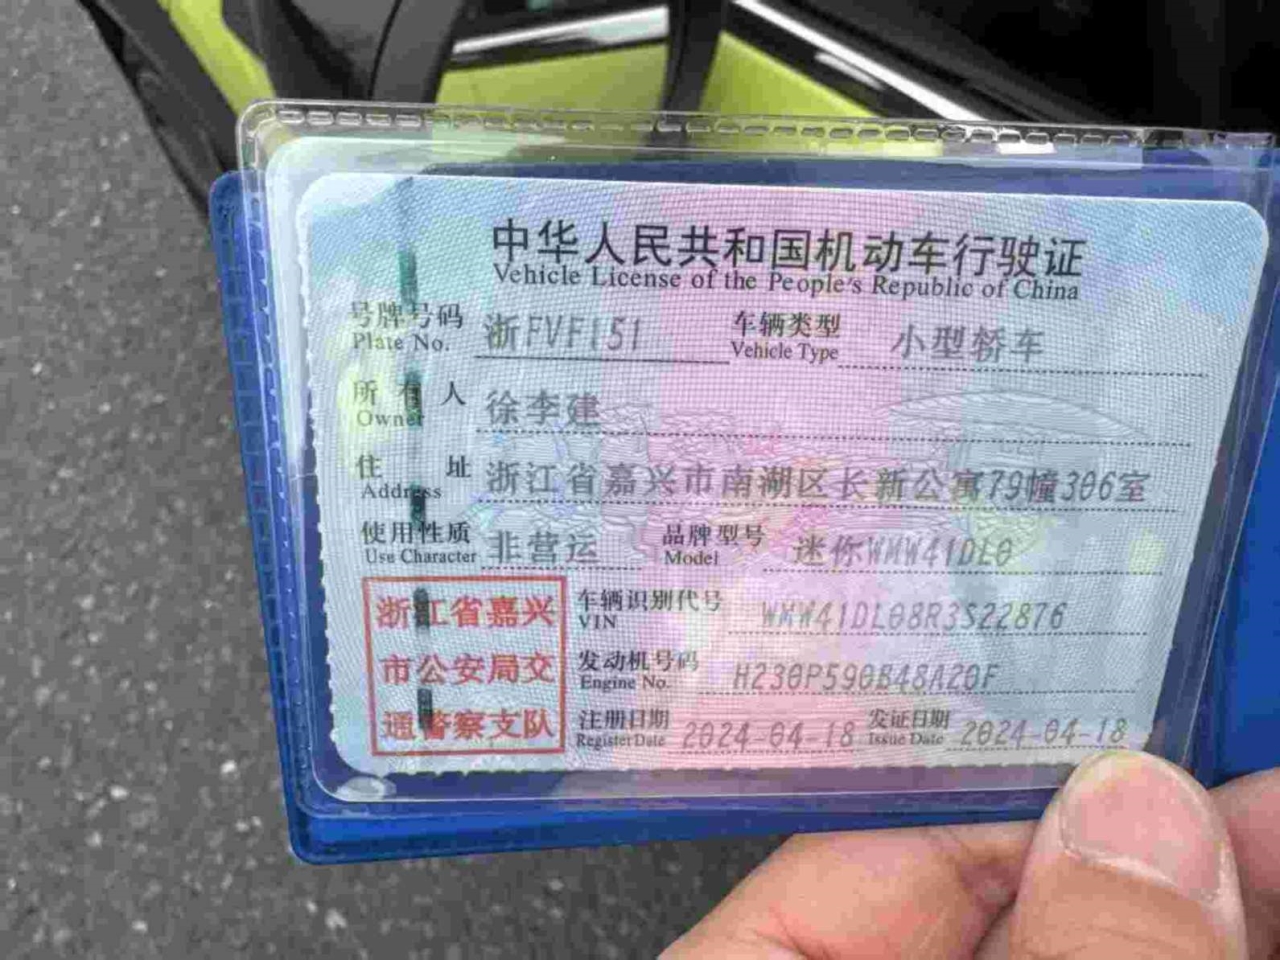 中华人民共和国机动车行驶证
Vehicle License of the People's Republic of China
号牌号码 浙FVF151 车辆类型 小型轿车
Plate No. Vehicle Type
所有人 徐李建
Owner
住址 浙江省嘉兴市南湖区长新公寓79幢306室
Address
使用性质 非营运 品牌型号 迷你WMW41DL0
Use Character Model
浙江省嘉兴 车辆识别代号 WMW41DL08R3S22876
VIN
市公安局交 发动机号码 H230P590B48A20F
Engine No.
通警察支队 注册日期 2024-04-18 发证日期 2024-04-18
Register Date Issue Date